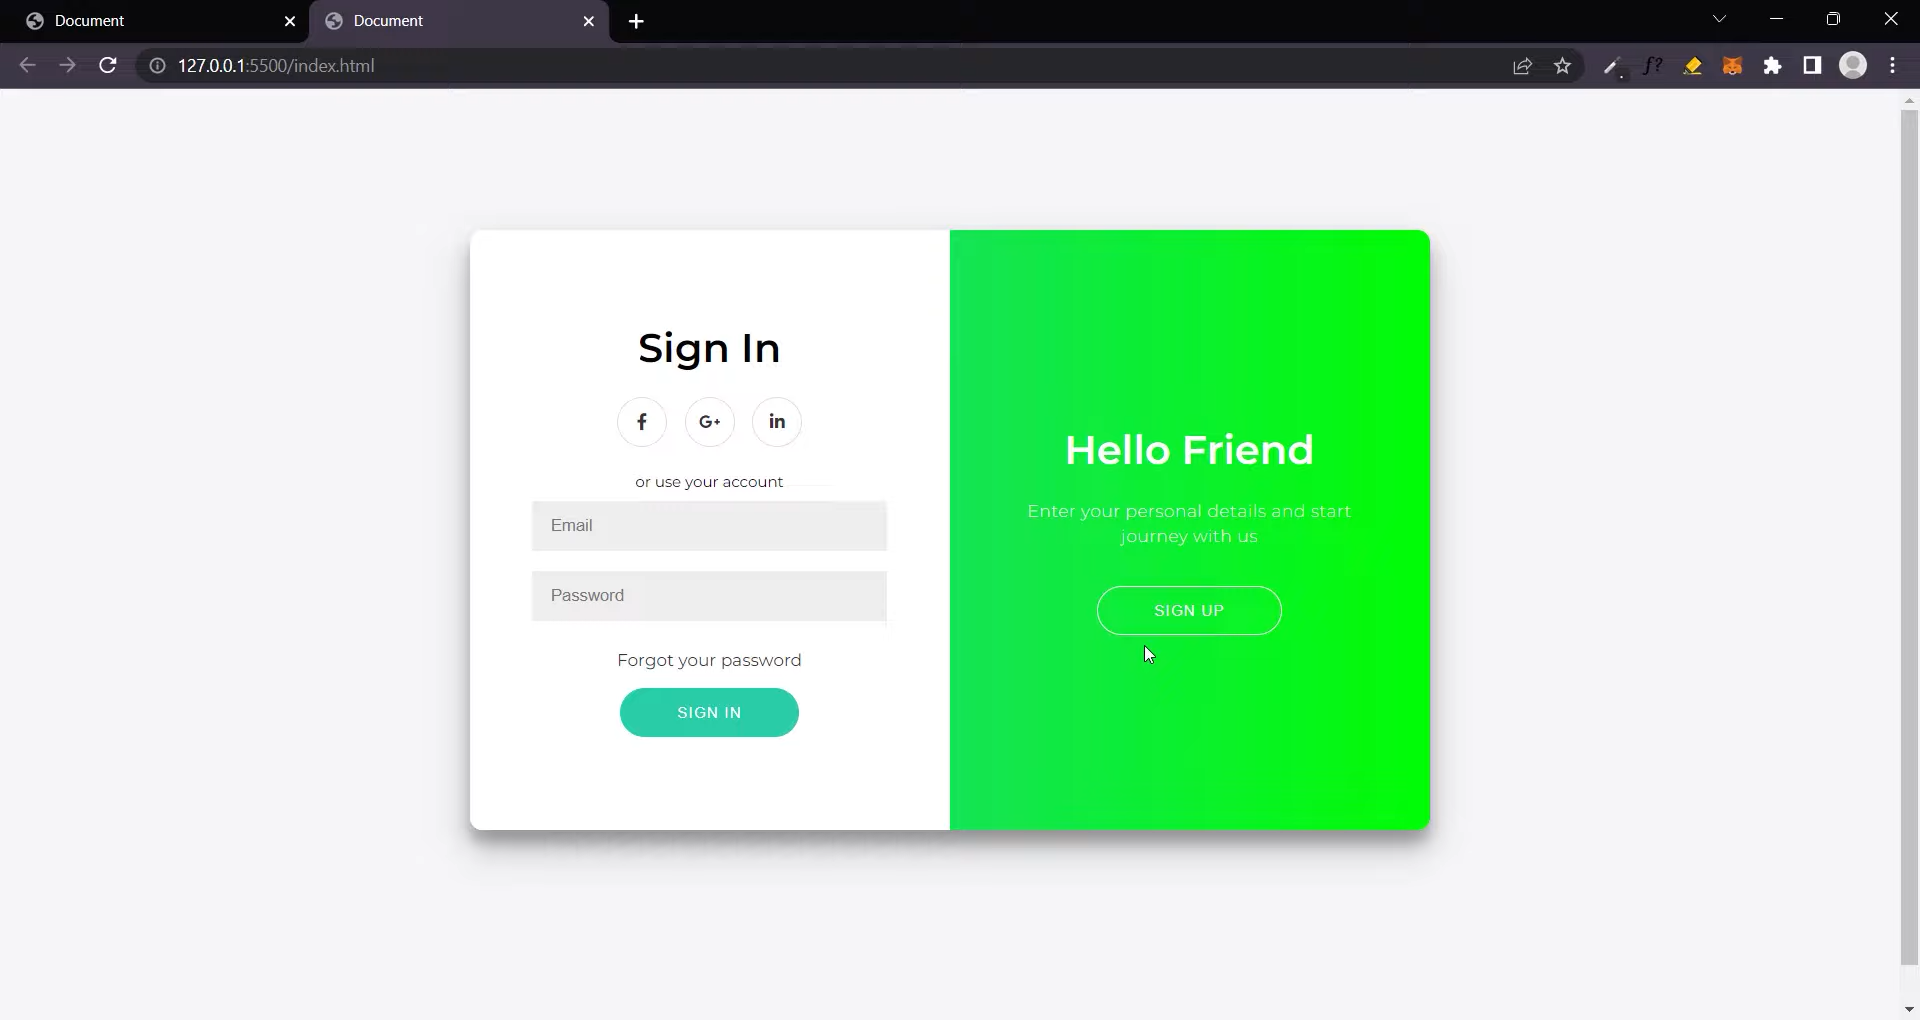 Document
Document
127.0.0.1:5500/index.html
f?
Sign In
f
G+
in
or use your account
Email
Password
Forgot your password
SIGN IN
Hello Friend
Enter your personal details and start
journey with us
SIGN UP